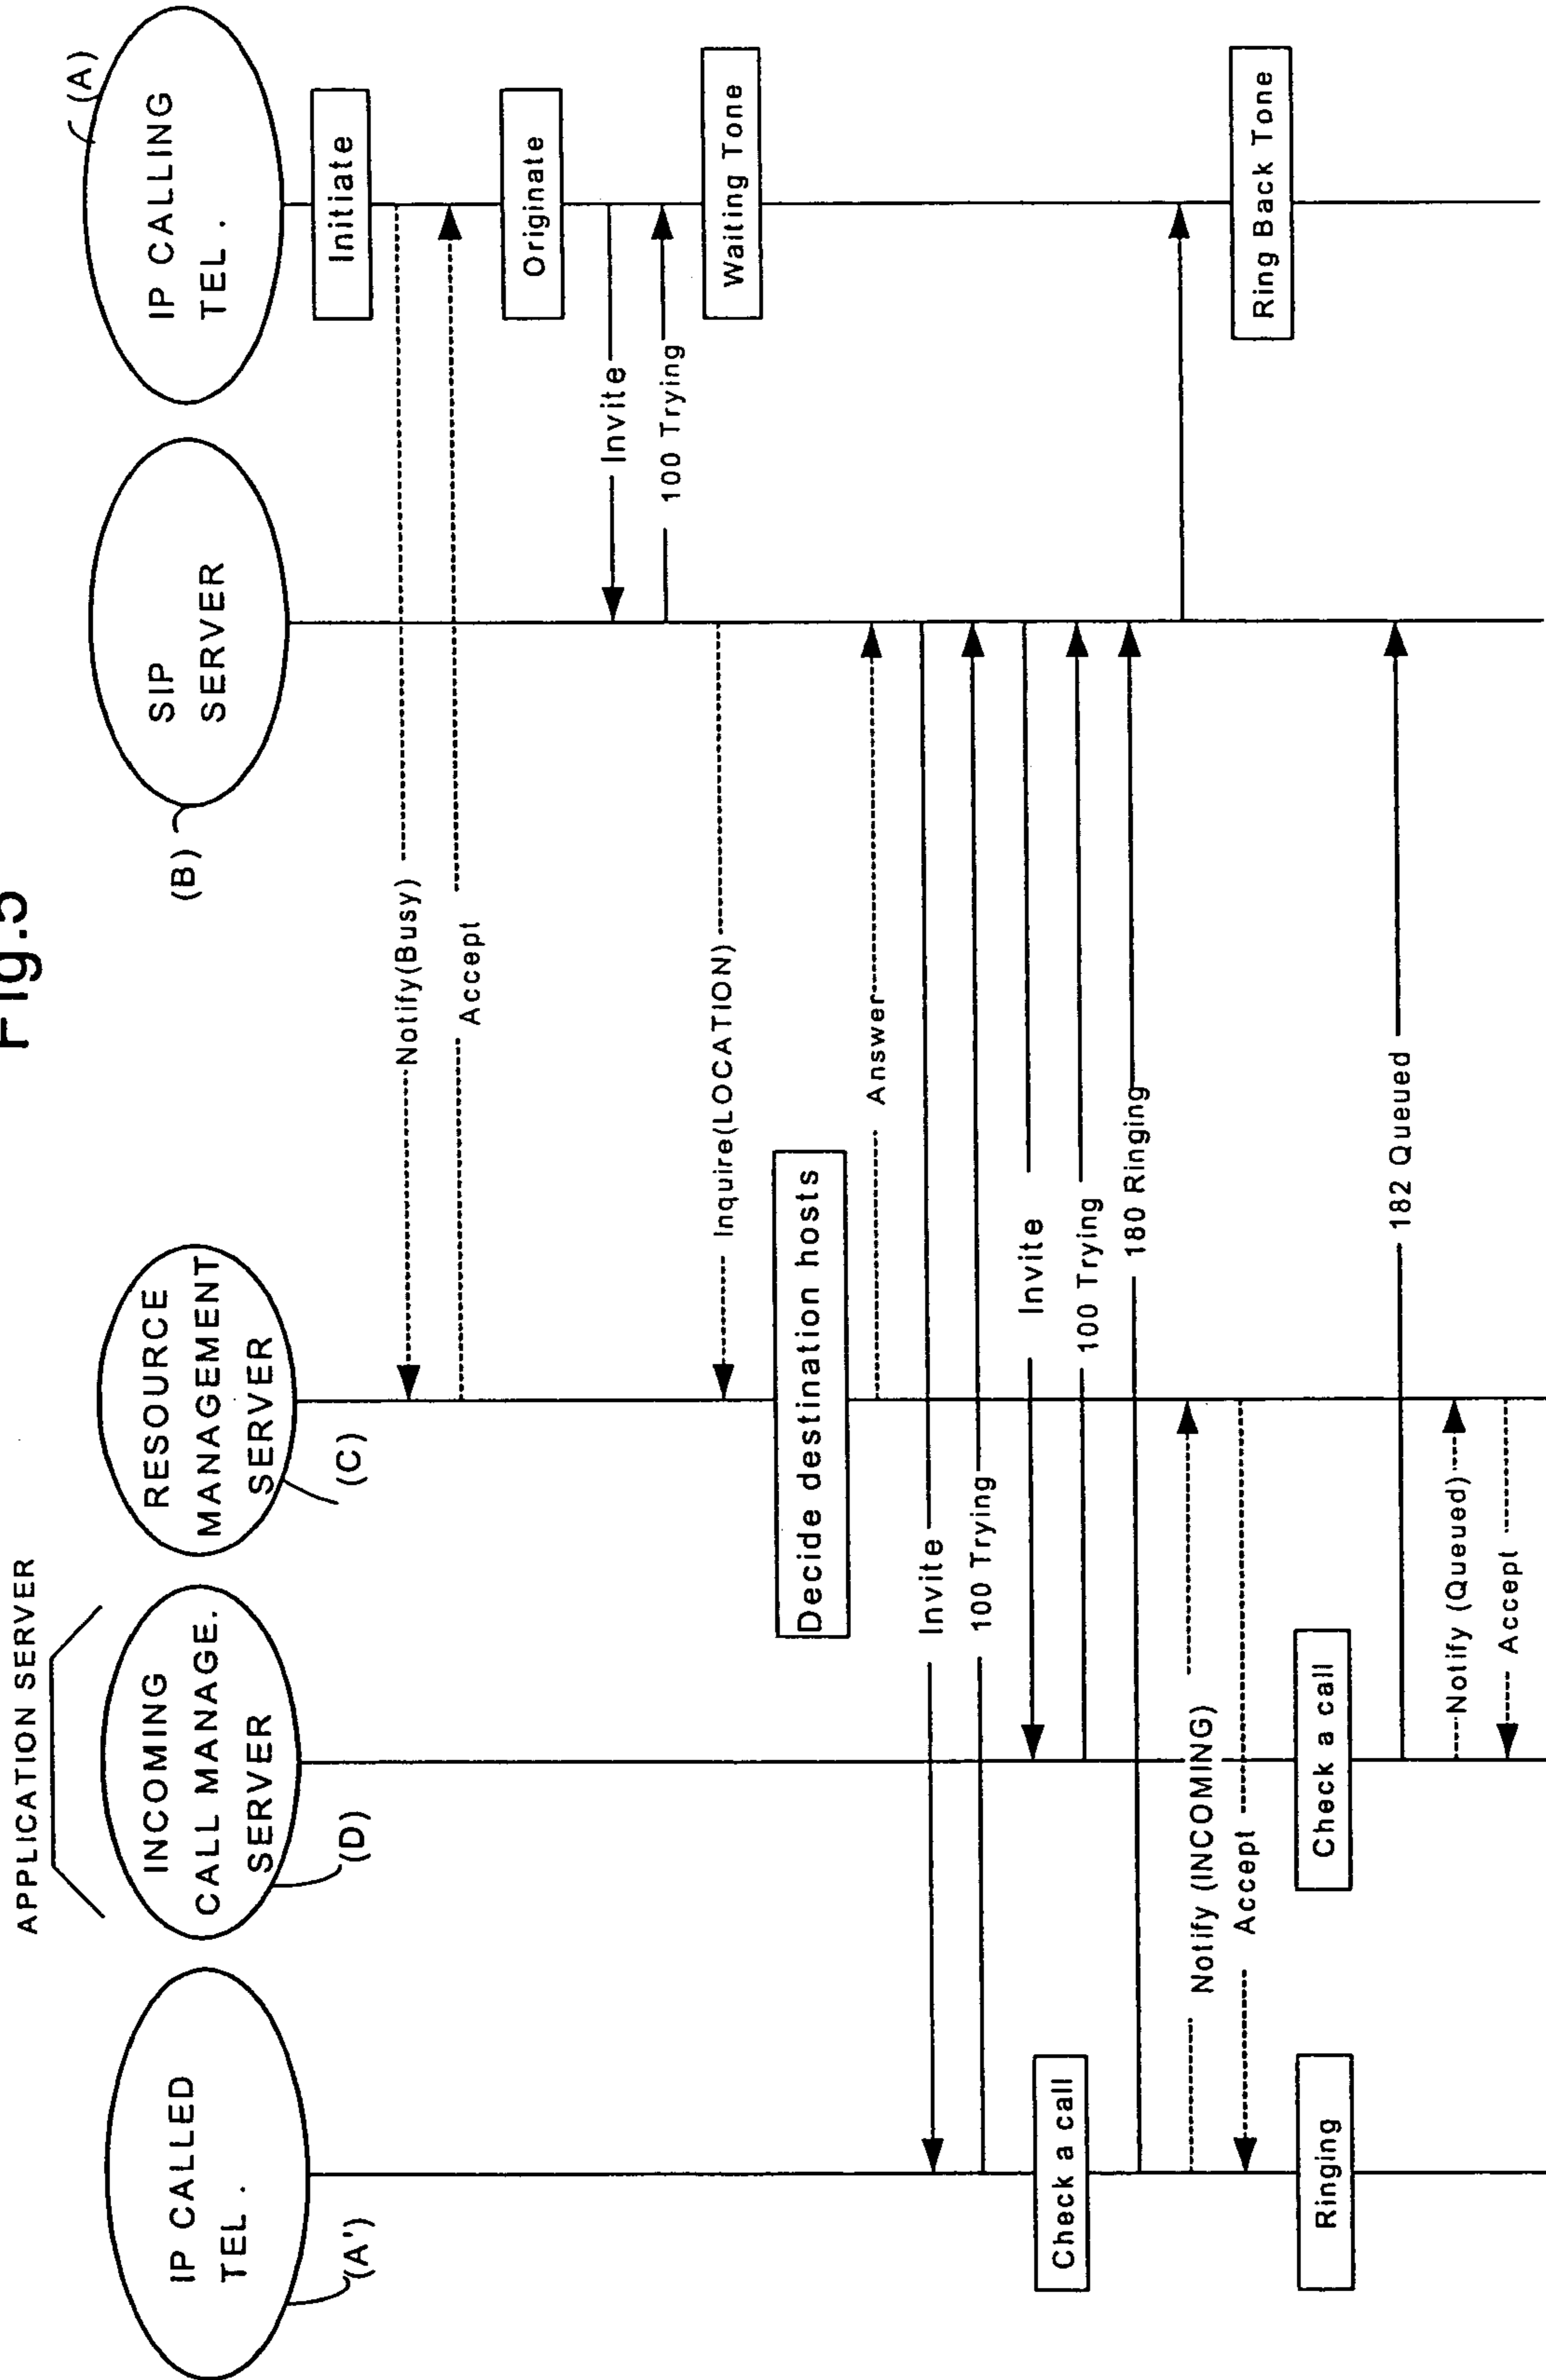 Fig.5
APPLICATION SERVER
IP CALLED
TEL .
(A')
INCOMING
CALL MANAGE.
SERVER
(D)
RESOURCE
MANAGEMENT
SERVER
(C)
SIP
SERVER
(B)
IP CALLING
TEL .
(A)
Initiate
Notify(Busy)
Accept
Originate
Invite
100 Trying
Waiting Tone
Inquire(LOCATION)
Decide destination hosts
Answer
Invite
100 Trying
Invite
Check a call
100 Trying
180 Ringing
Notify (INCOMING)
Accept
Ring Back Tone
Ringing
Check a call
182 Queued
Notify (Queued)
Accept